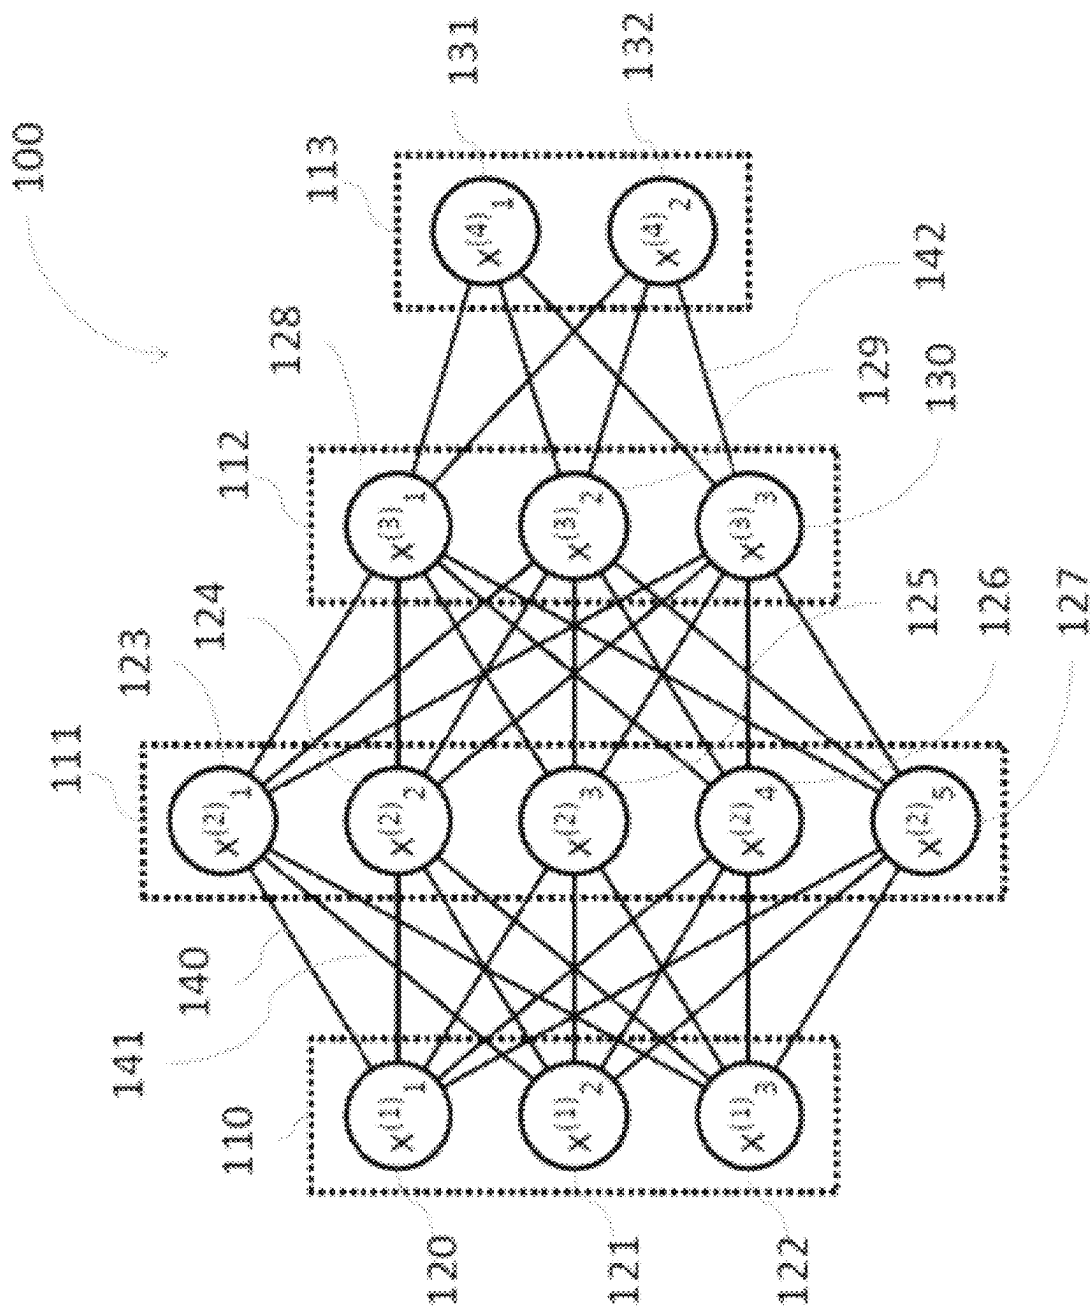 100
111
141
123
140
124
x⁽²⁾₁
110
112
128
113
120
x⁽¹⁾₁
x⁽²⁾₂
x⁽³⁾₁
x⁽⁴⁾₁
131
121
x⁽¹⁾₂
x⁽²⁾₃
x⁽³⁾₂
x⁽⁴⁾₂
132
122
x⁽¹⁾₃
x⁽²⁾₄
x⁽³⁾₃
129
x⁽²⁾₅
125
130
142
126
127